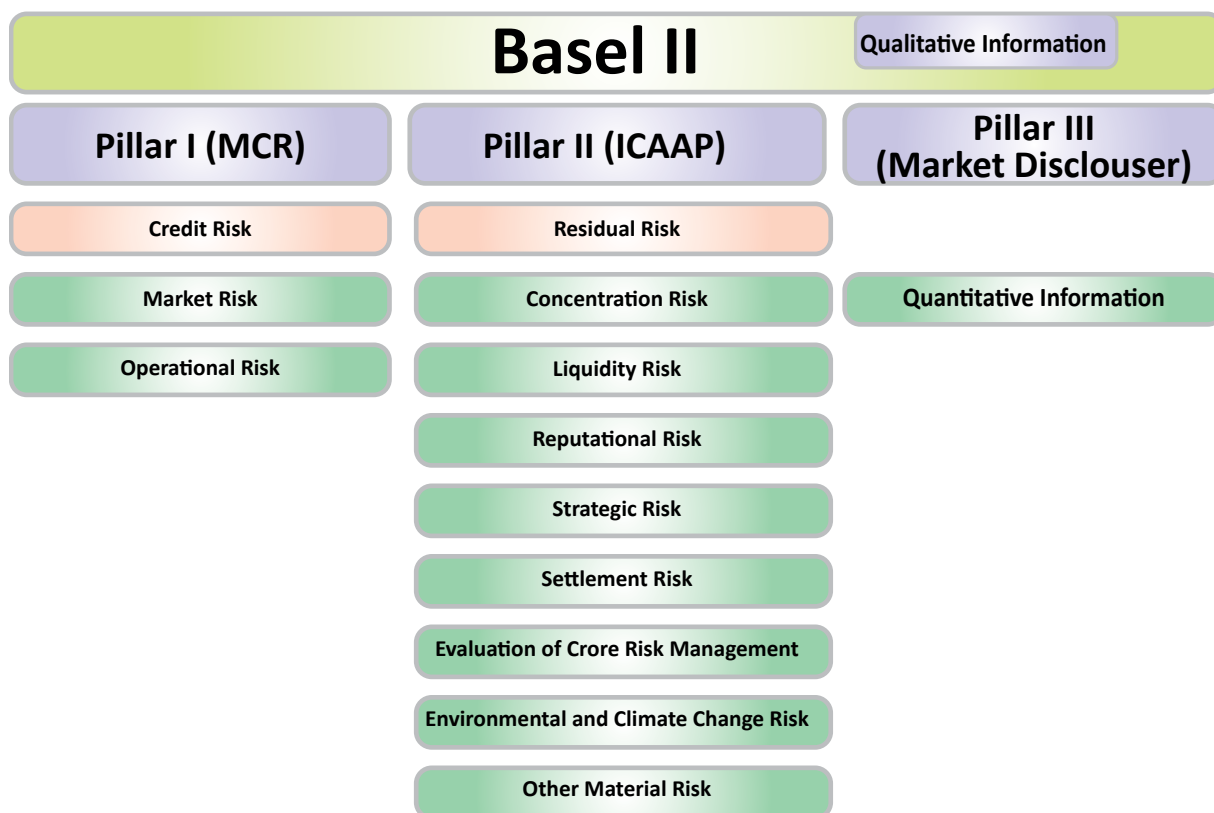 Basel II
Qualitative Information
Pillar I (MCR)
Pillar II (ICAAP)
Pillar III
(Market Disclouser)
Credit Risk
Residual Risk
Market Risk
Concentration Risk
Quantitative Information
Operational Risk
Liquidity Risk
Reputational Risk
Strategic Risk
Settlement Risk
Evaluation of Crore Risk Management
Environmental and Climate Change Risk
Other Material Risk